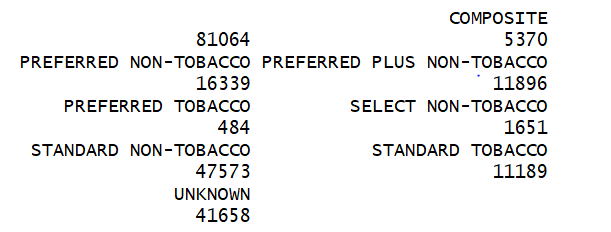 COMPOSITE
81064 5370
PREFERRED NON-TOBACCO PREFERRED PLUS NON-TOBACCO
16339 11896
PREFERRED TOBACCO SELECT NON-TOBACCO
484 1651
STANDARD NON-TOBACCO STANDARD TOBACCO
47573 11189
UNKNOWN
41658